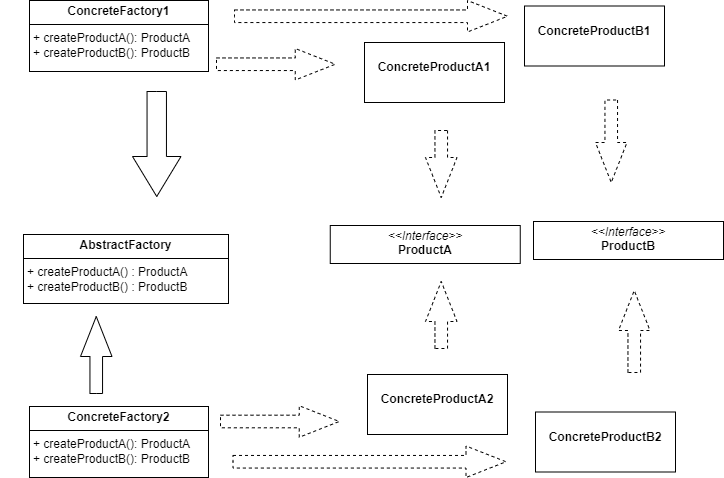 ConcreteFactory1
+ createProductA(): ProductA
+ createProductB(): ProductB
ConcreteProductA1
ConcreteProductB1
AbstractFactory
+ createProductA() : ProductA
+ createProductB() : ProductB
<<Interface>>
ProductA
<<Interface>>
ProductB
ConcreteFactory2
+ createProductA(): ProductA
+ createProductB(): ProductB
ConcreteProductA2
ConcreteProductB2